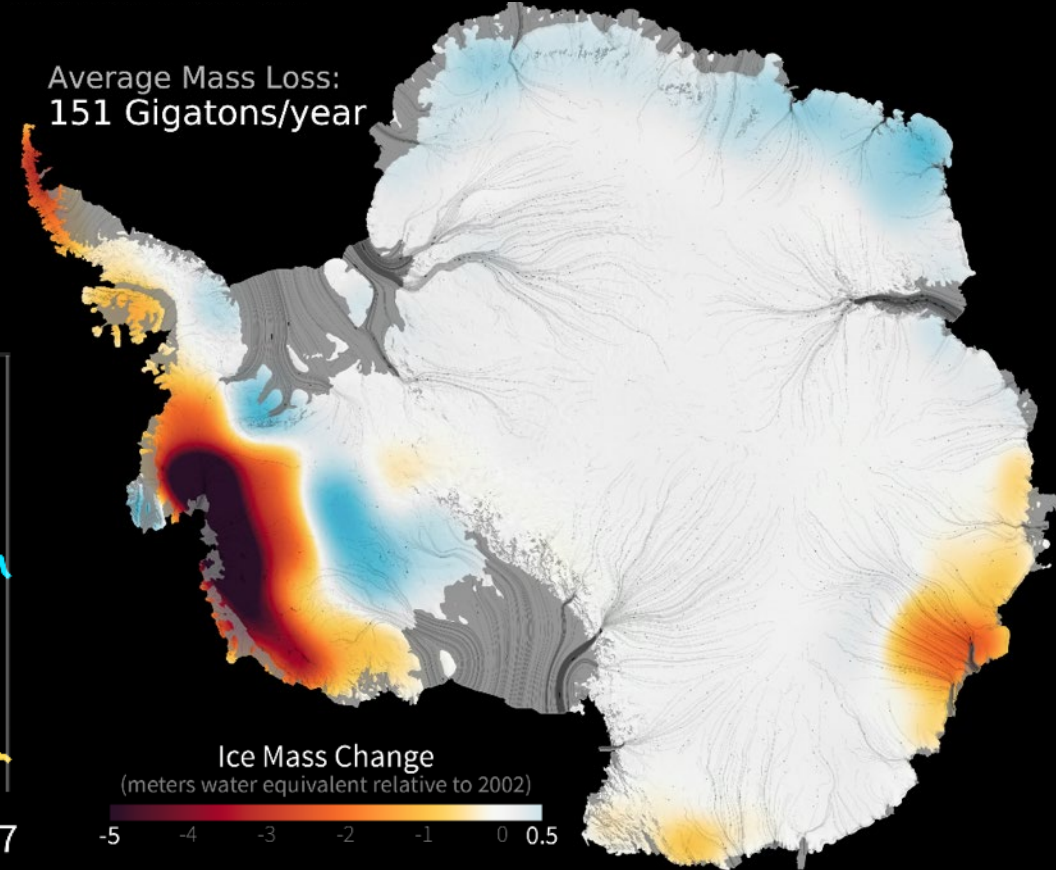 Average Mass Loss:
151 Gigatons/year
Ice Mass Change
(meters water equivalent relative to 2002)
-5 -4 -3 -2 -1 0 0.5
7